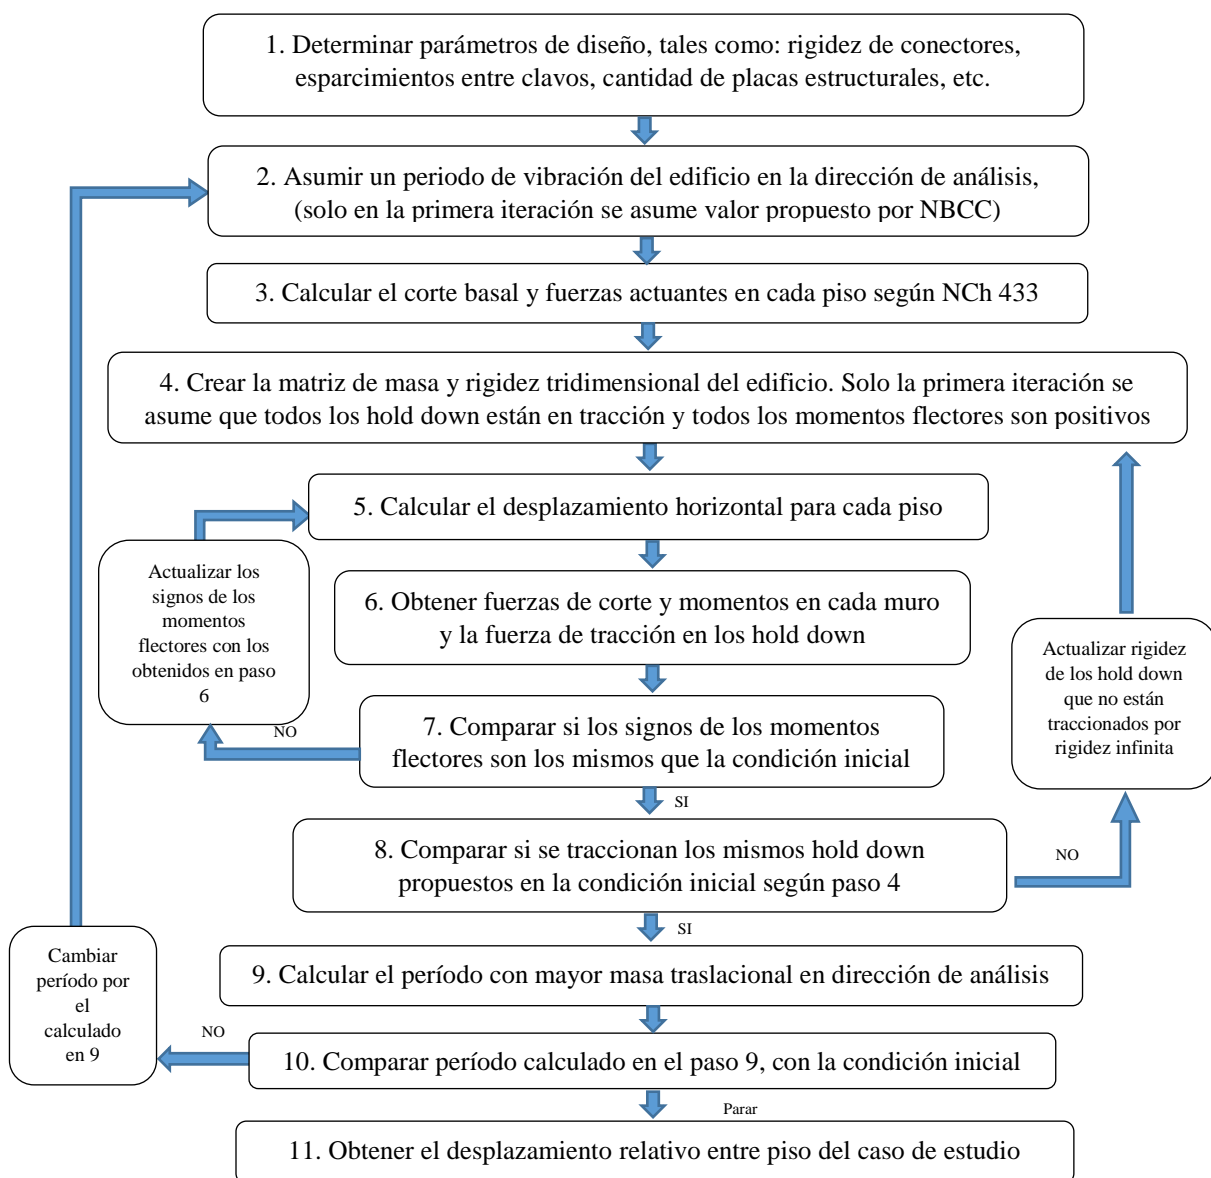 1. Determinar parámetros de diseño, tales como: rigidez de conectores,
esparcimientos entre clavos, cantidad de placas estructurales, etc.
2. Asumir un periodo de vibración del edificio en la dirección de análisis,
(solo en la primera iteración se asume valor propuesto por NBCC)
3. Calcular el corte basal y fuerzas actuantes en cada piso según NCh 433
4. Crear la matriz de masa y rigidez tridimensional del edificio. Solo la primera iteración se
asume que todos los hold down están en tracción y todos los momentos flectores son positivos
5. Calcular el desplazamiento horizontal para cada piso
Actualizar los
signos de los
momentos
flectores con los
obtenidos en paso
6
6. Obtener fuerzas de corte y momentos en cada muro
y la fuerza de tracción en los hold down
Actualizar rigidez
de los hold down
que no están
traccionados por
rigidez infinita
NO
7. Comparar si los signos de los momentos
flectores son los mismos que la condición inicial
SI
8. Comparar si se traccionan los mismos hold down
propuestos en la condición inicial según paso 4
NO
SI
Cambiar
período por
el
calculado
en 9
9. Calcular el período con mayor masa traslacional en dirección de análisis
NO
10. Comparar período calculado en el paso 9, con la condición inicial
Parar
11. Obtener el desplazamiento relativo entre piso del caso de estudio